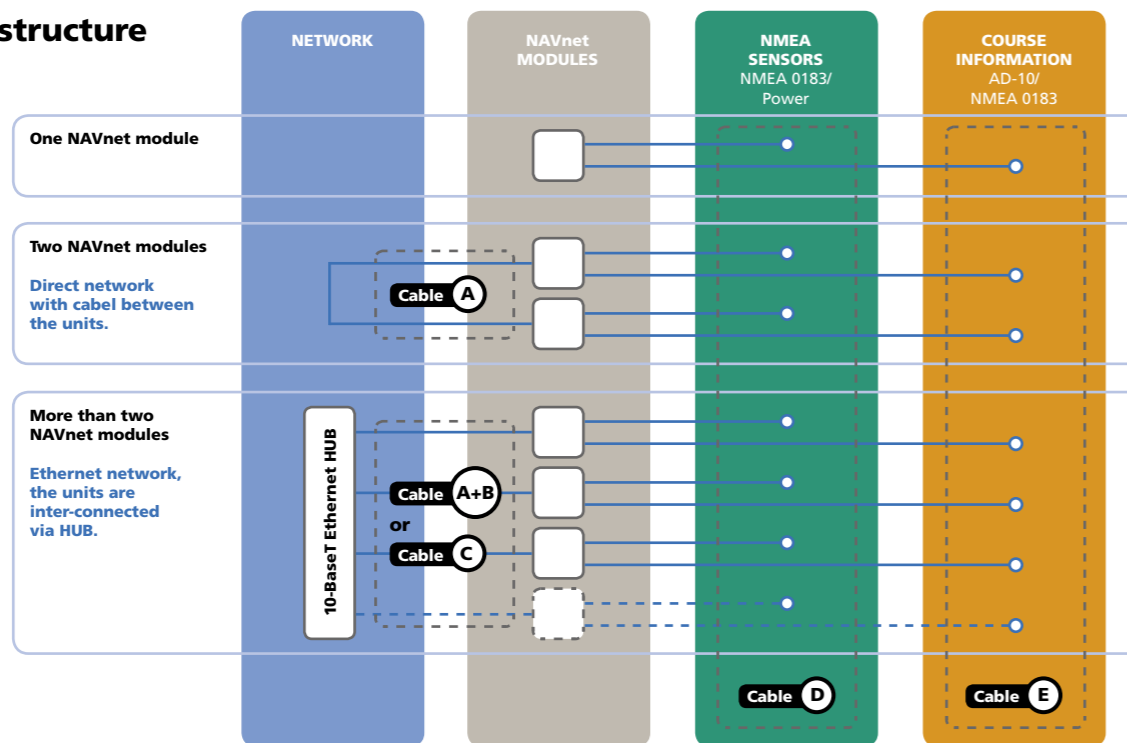 structure
NETWORK
NAVnet
MODULES
NMEA
SENSORS
NMEA 0183/
Power
COURSE
INFORMATION
AD-10/
NMEA 0183
One NAVnet module
Two NAVnet modules
Direct network
with cabel between
the units.
Cable A
More than two
NAVnet modules
Ethernet network,
the units are
inter-connected
via HUB.
10-BaseT Ethernet HUB
Cable A+B
or
Cable C
Cable D
Cable E